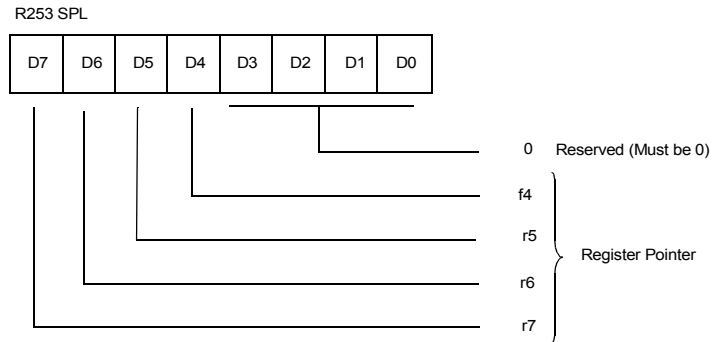 R253 SPL
D7 D6 D5 D4 D3 D2 D1 D0
0 Reserved (Must be 0)
f4
r5
Register Pointer
r6
r7